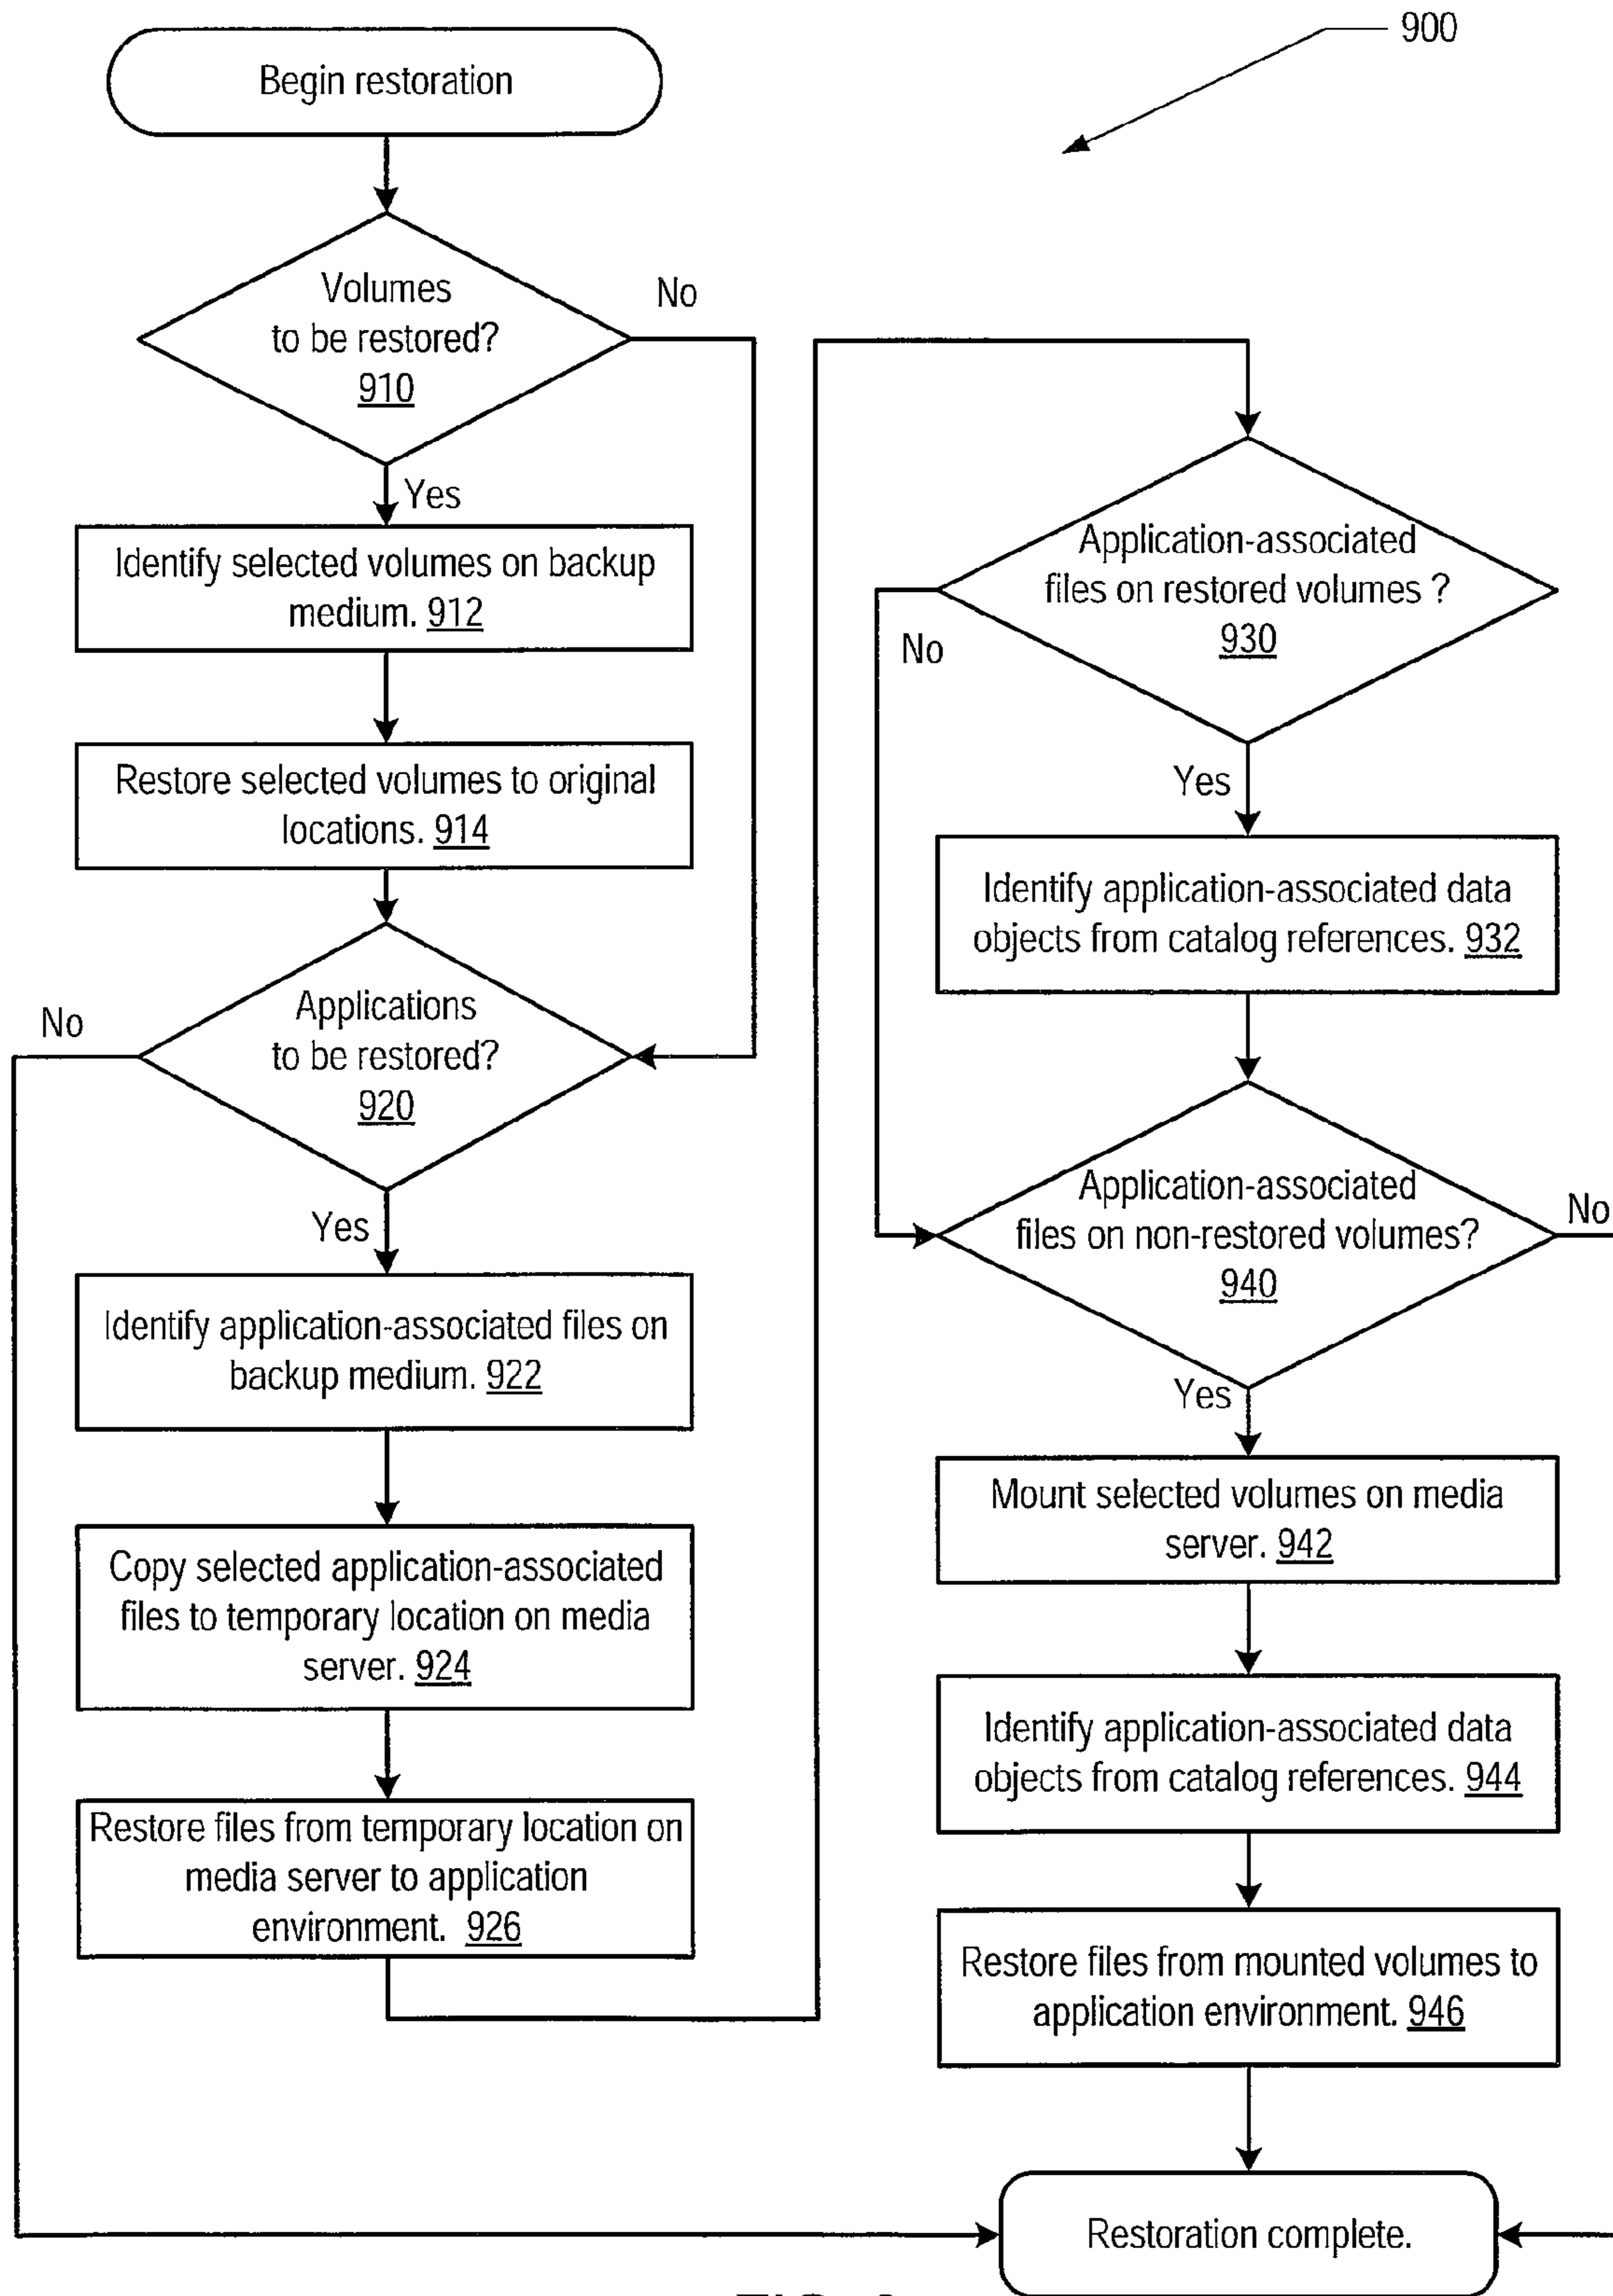 900
Begin restoration
Volumes
to be restored?
910
No
Yes
Identify selected volumes on backup
medium. 912
Restore selected volumes to original
locations. 914
Applications
to be restored?
920
No
Yes
Identify application-associated files on
backup medium. 922
Copy selected application-associated
files to temporary location on media
server. 924
Restore files from temporary location on
media server to application
environment. 926
Application-associated
files on restored volumes ?
930
No
Yes
Identify application-associated data
objects from catalog references. 932
Application-associated
files on non-restored volumes?
940
No
Yes
Mount selected volumes on media
server. 942
Identify application-associated data
objects from catalog references. 944
Restore files from mounted volumes to
application environment. 946
Restoration complete.